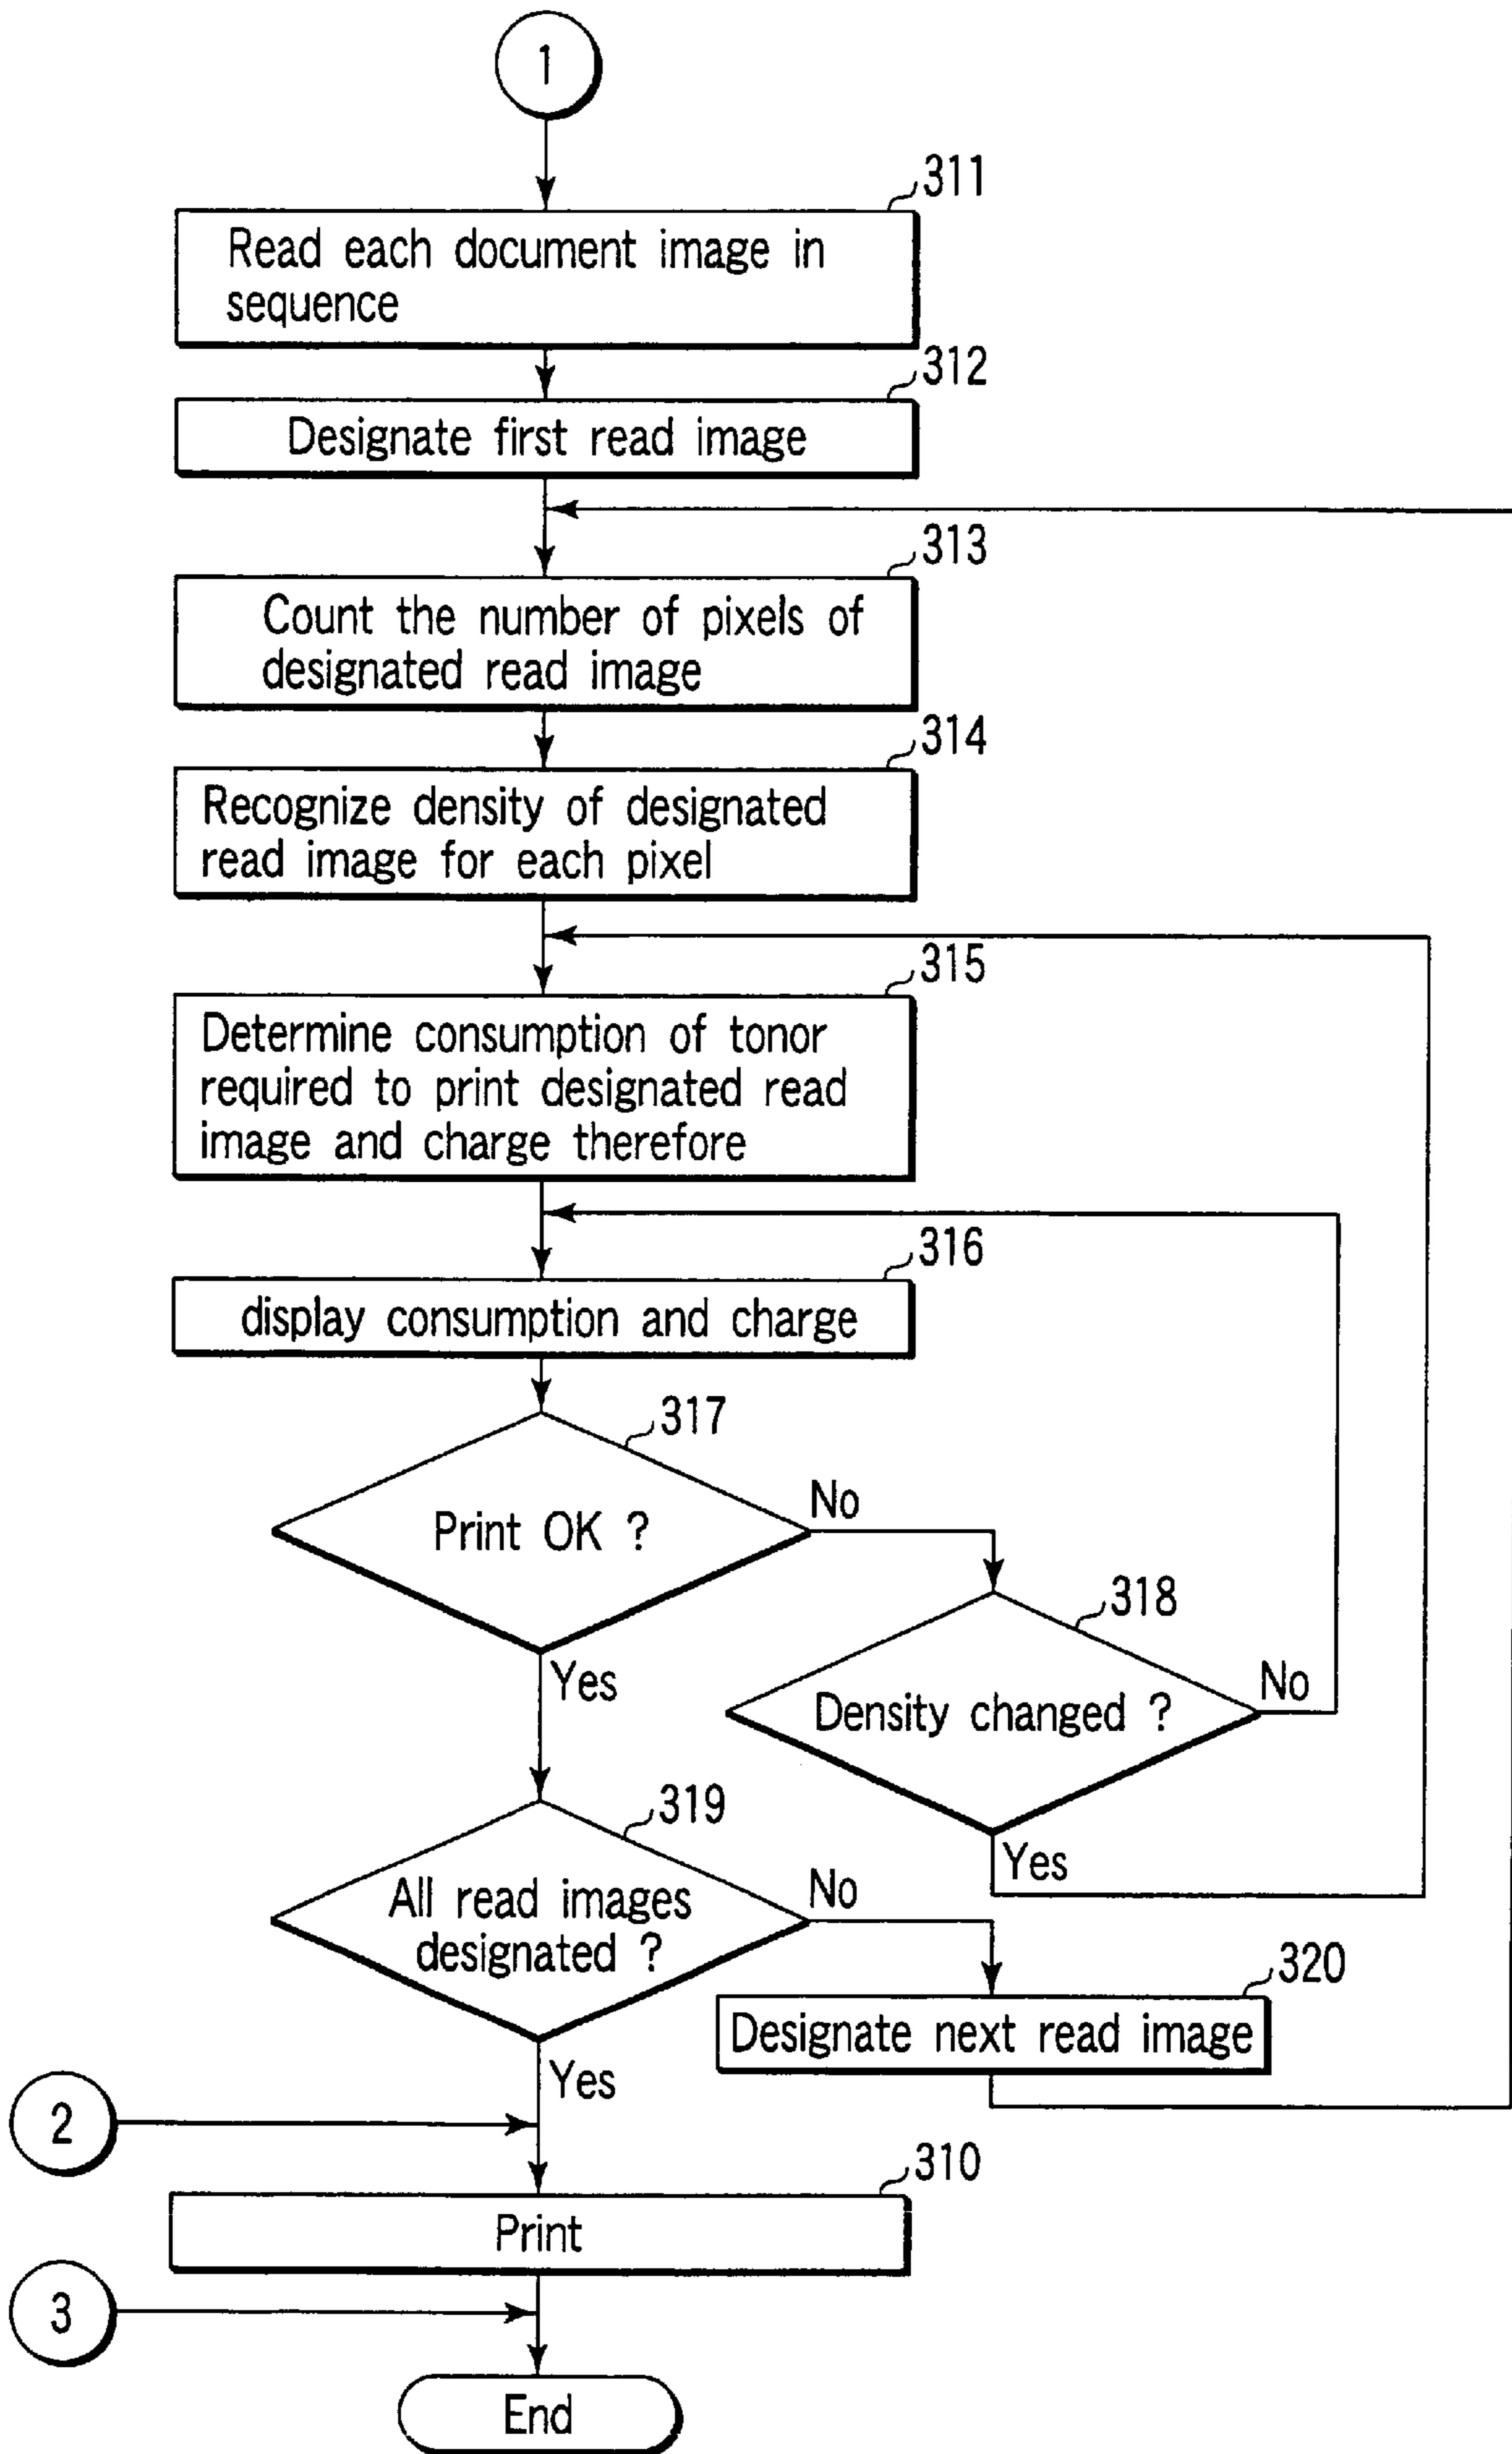 1
311
Read each document image in
sequence
312
Designate first read image
313
Count the number of pixels of
designated read image
314
Recognize density of designated
read image for each pixel
315
Determine consumption of tonor
required to print designated read
image and charge therefore
316
display consumption and charge
317
Print OK ?
No
318
Yes
Density changed ?
No
319
Yes
All read images
designated ?
No
320
Designate next read image
Yes
2
310
Print
3
End